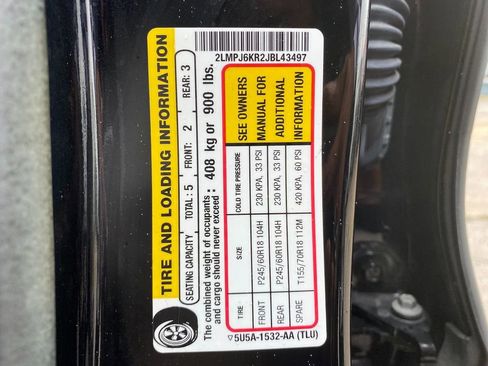 2LMPJ6KR2JBL43497
TIRE AND LOADING INFORMATION
SEATING CAPACITY TOTAL : 5 FRONT: 2 REAR: 3
The combined weight of occupants
and cargo should never exceed : 408 kg or 900 lbs.
TIRE SIZE COLD TIRE PRESSURE SEE OWNERS
FRONT P245/60R18 104H 230 KPA, 33 PSI MANUAL FOR
REAR P245/60R18 104H 230 KPA, 33 PSI ADDITIONAL
SPARE T155/70R18 112M 420 KPA, 60 PSI INFORMATION
▽5U5A-1532-AA (TLU)